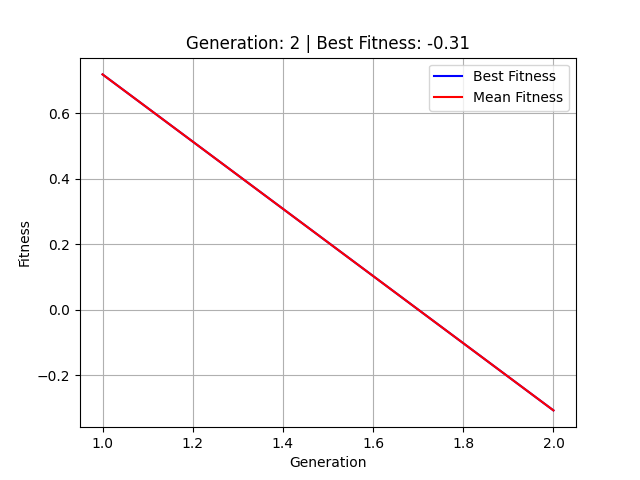 Generation: 2 | Best Fitness: -0.31
Best Fitness
Mean Fitness
Fitness
0.6
0.4
0.2
0.0
−0.2
1.0 1.2 1.4 1.6 1.8 2.0
Generation